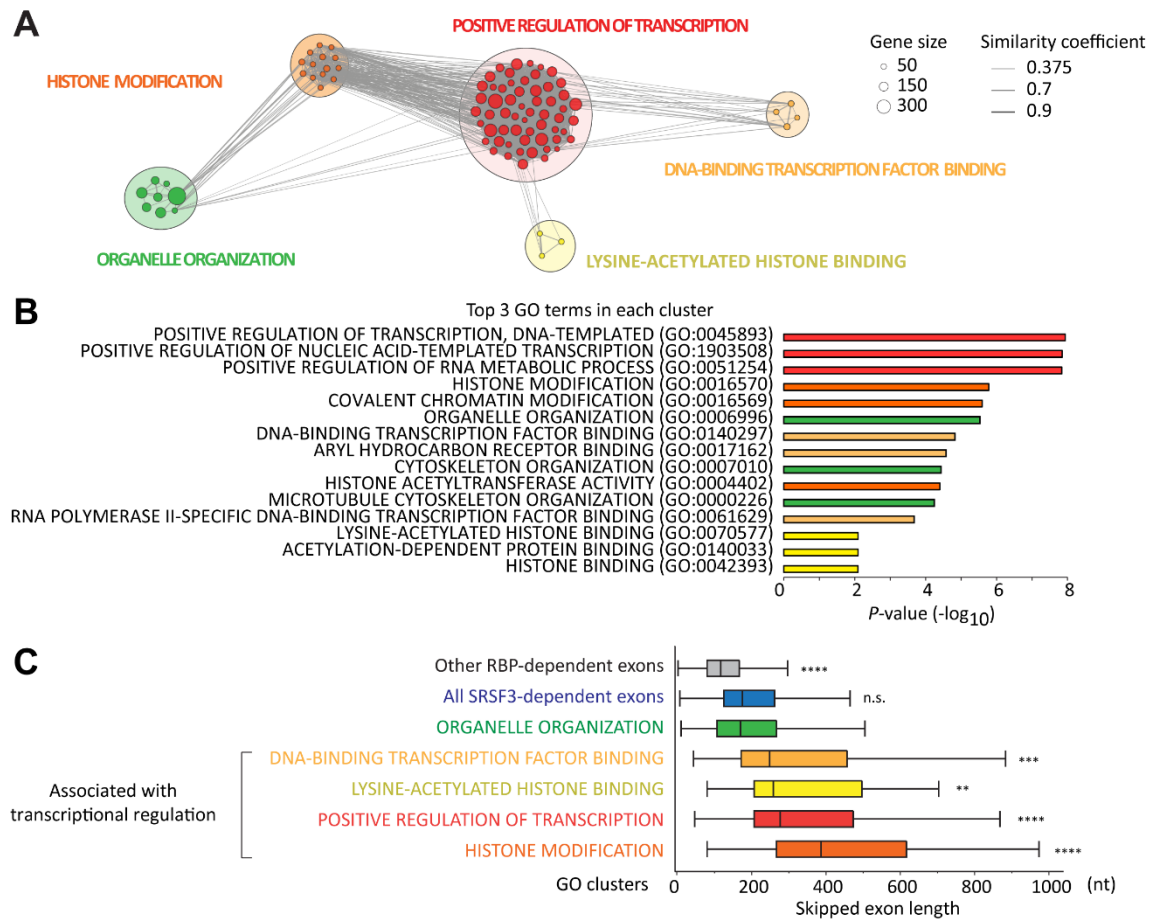 A
POSITIVE REGULATION OF TRANSCRIPTION
HISTONE MODIFICATION
Gene size
50
150
300
Similarity coefficient
0.375
0.7
0.9
DNA-BINDING TRANSCRIPTION FACTOR BINDING
ORGANELLE ORGANIZATION
LYSINE-ACETYLATED HISTONE BINDING
B
Top 3 GO terms in each cluster
POSITIVE REGULATION OF TRANSCRIPTION, DNA-TEMPLATED (GO:0045893)
POSITIVE REGULATION OF NUCLEIC ACID-TEMPLATED TRANSCRIPTION (GO:1903508)
POSITIVE REGULATION OF RNA METABOLIC PROCESS (GO:0051254)
HISTONE MODIFICATION (GO:0016570)
COVALENT CHROMATIN MODIFICATION (GO:0016569)
ORGANELLE ORGANIZATION (GO:0006996)
DNA-BINDING TRANSCRIPTION FACTOR BINDING (GO:0140297)
ARYL HYDROCARBON RECEPTOR BINDING (GO:0017162)
CYTOSKELETON ORGANIZATION (GO:0007010)
HISTONE ACETYLTRANSFERASE ACTIVITY (GO:0004402)
MICROTUBULE CYTOSKELETON ORGANIZATION (GO:0000226)
RNA POLYMERASE II-SPECIFIC DNA-BINDING TRANSCRIPTION FACTOR BINDING (GO:0061629)
LYSINE-ACETYLATED HISTONE BINDING (GO:0070577)
ACETYLATION-DEPENDENT PROTEIN BINDING (GO:0140033)
HISTONE BINDING (GO:0042393)
0 2 4 6 8
P-value (-log10)
C
Other RBP-dependent exons ****
All SRSF3-dependent exons n.s.
ORGANELLE ORGANIZATION
DNA-BINDING TRANSCRIPTION FACTOR BINDING ***
LYSINE-ACETYLATED HISTONE BINDING **
POSITIVE REGULATION OF TRANSCRIPTION ****
HISTONE MODIFICATION ****
Associated with
transcriptional regulation
GO clusters 0 200 400 600 800 1000 (nt)
Skipped exon length